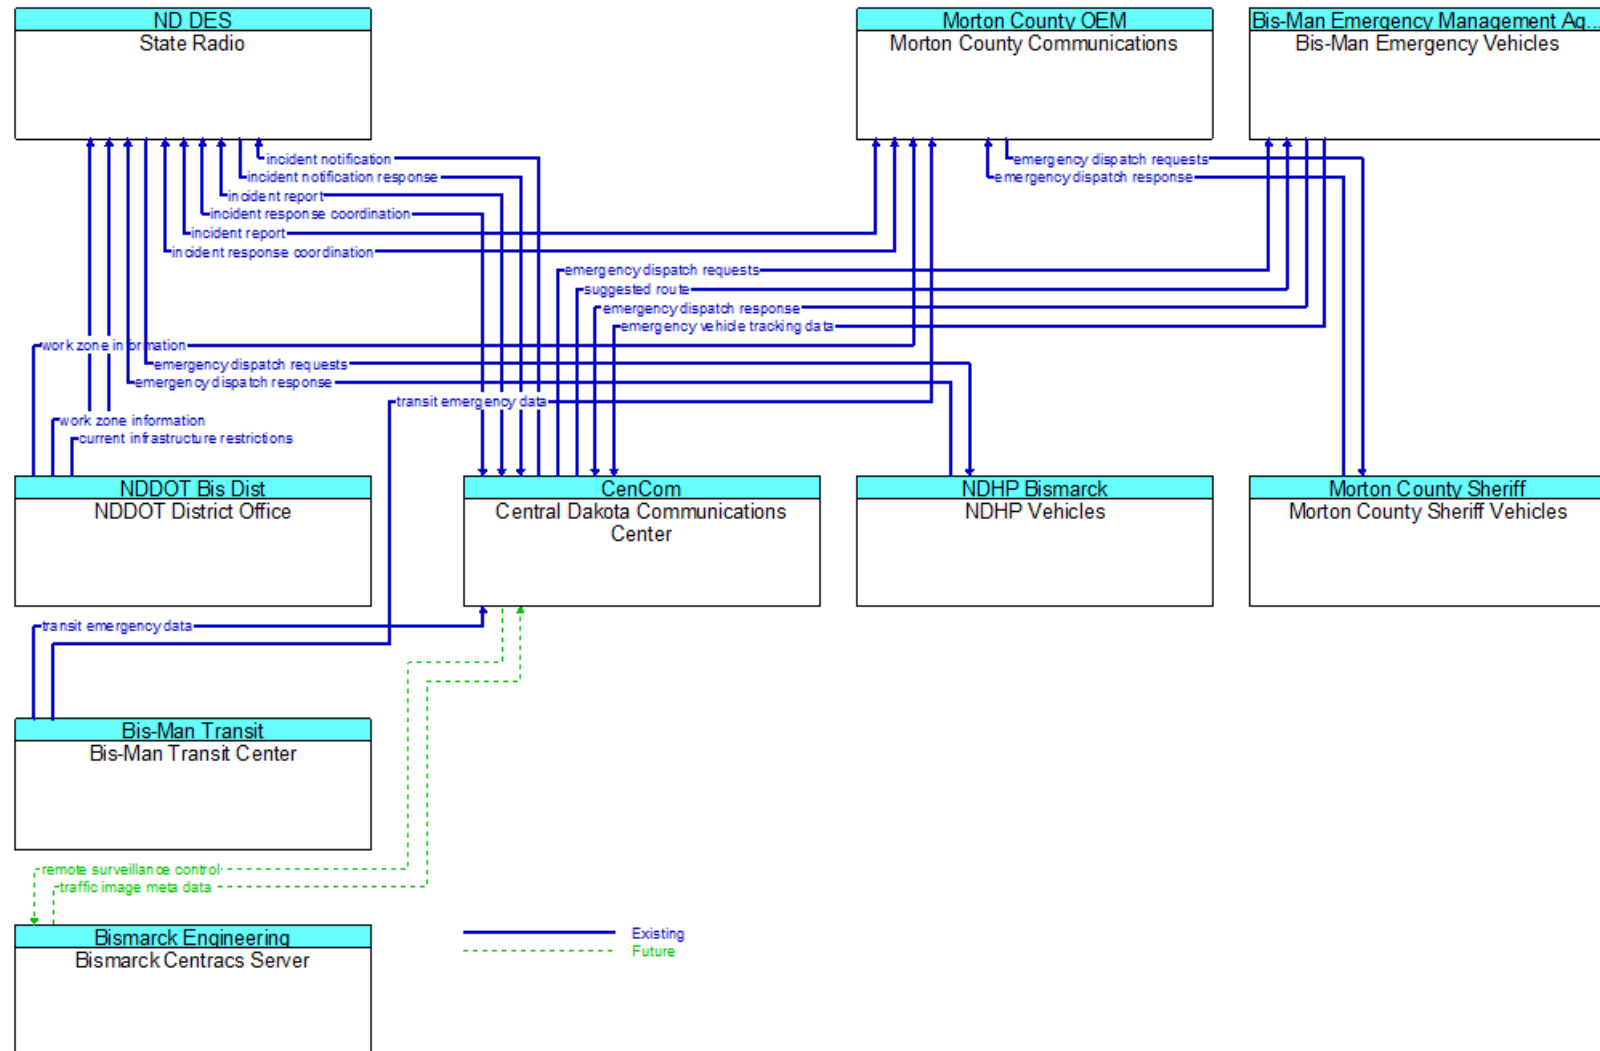 ND DES
State Radio
Morton County OEM
Morton County Communications
Bis-Man Emergency Management Ag...
Bis-Man Emergency Vehicles
incident notification
incident notification response
incident report
incident response coordination
incident report
incident response coordination
emergency dispatch requests
emergency dispatch response
emergency dispatch requests
suggested route
emergency dispatch response
emergency vehicle tracking data
work zone information
emergency dispatch requests
emergency dispatch response
transit emergency data
work zone information
current infrastructure restrictions
NDDOT Bis Dist
NDDOT District Office
CenCom
Central Dakota Communications
Center
NDHP Bismarck
NDHP Vehicles
Morton County Sheriff
Morton County Sheriff Vehicles
transit emergency data
Bis-Man Transit
Bis-Man Transit Center
remote surveillance control
traffic image meta data
Bismarck Engineering
Bismarck Centracs Server
Existing
Future